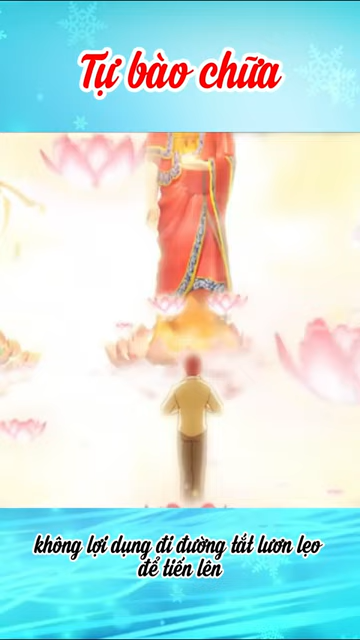 Tự bào chữa
không lợi dụng đi đường tắt lươn lẹo
để tiến lên